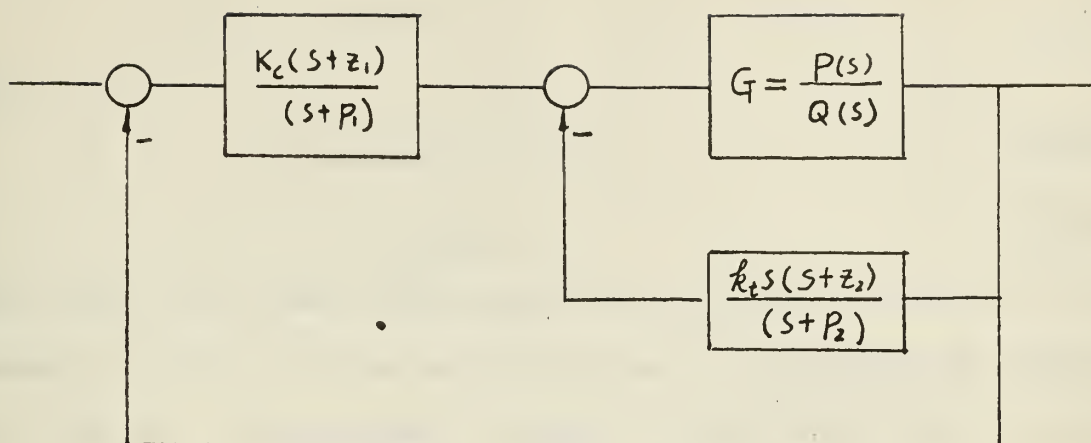 K_c(s+z_1)
(s+p_1)
G = P(s)
Q(s)
-
-
k_t s(s+z_2)
(s+p_2)